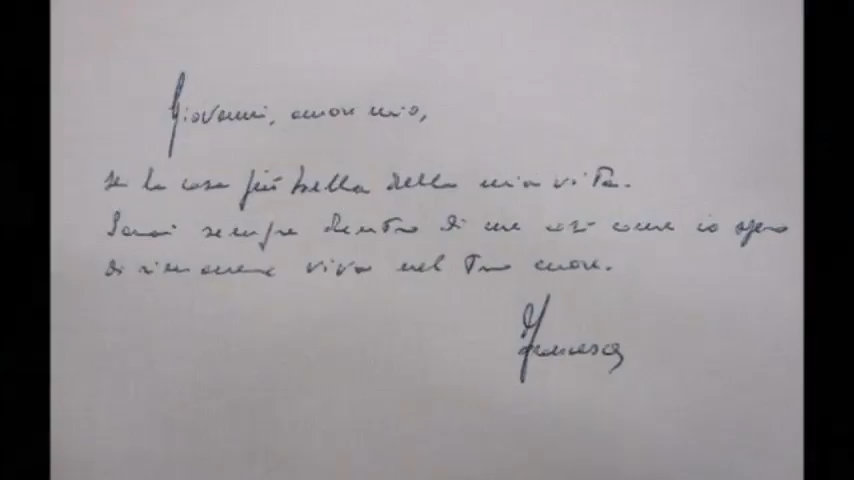 Giovanni, amore mio,
sei la cosa più bella della mia vita.
Sarai sempre dentro di me così come io spero
di rimanere viva nel Tuo cuore.
Francesca